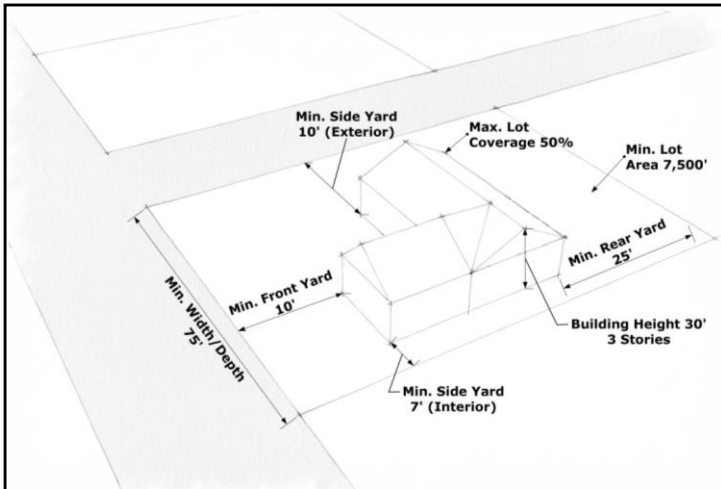 Min. Side Yard
10' (Exterior)
Max. Lot
Coverage 50%
Min. Lot
Area 7,500'
Min. Rear Yard
25'
Min. Front Yard
10'
Min. Width/Depth
75'
Building Height 30'
3 Stories
Min. Side Yard
7' (Interior)